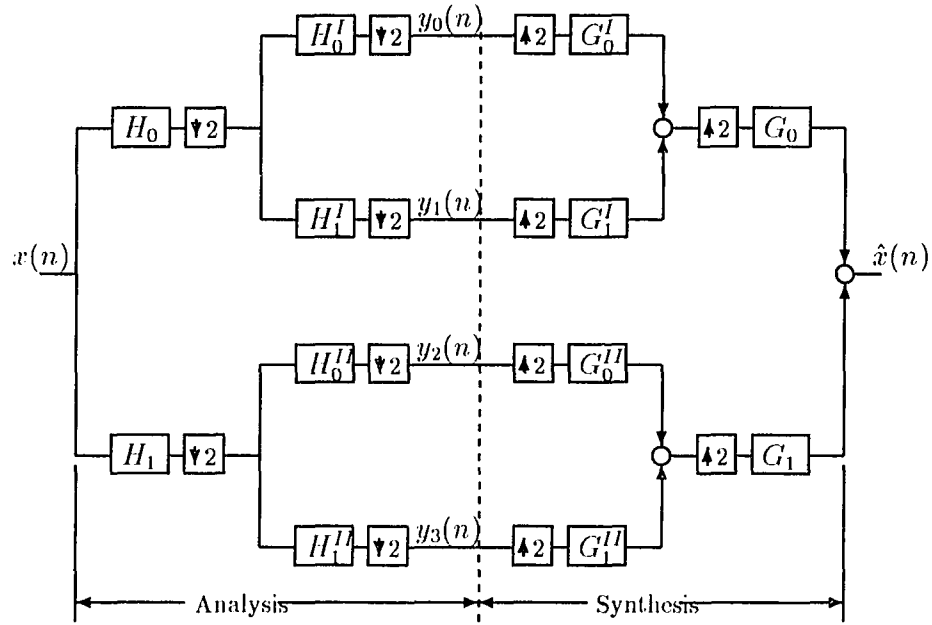 H_0^I ↓2 y_0(n) ↑2 G_0^I
H_0 ↓2 ↑2 G_0
H_1^I ↓2 y_1(n) ↑2 G_1^I
x(n) x̂(n)
H_0^{II} ↓2 y_2(n) ↑2 G_0^{II}
H_1 ↓2 ↑2 G_1
H_1^{II} ↓2 y_3(n) ↑2 G_1^{II}
Analysis Synthesis